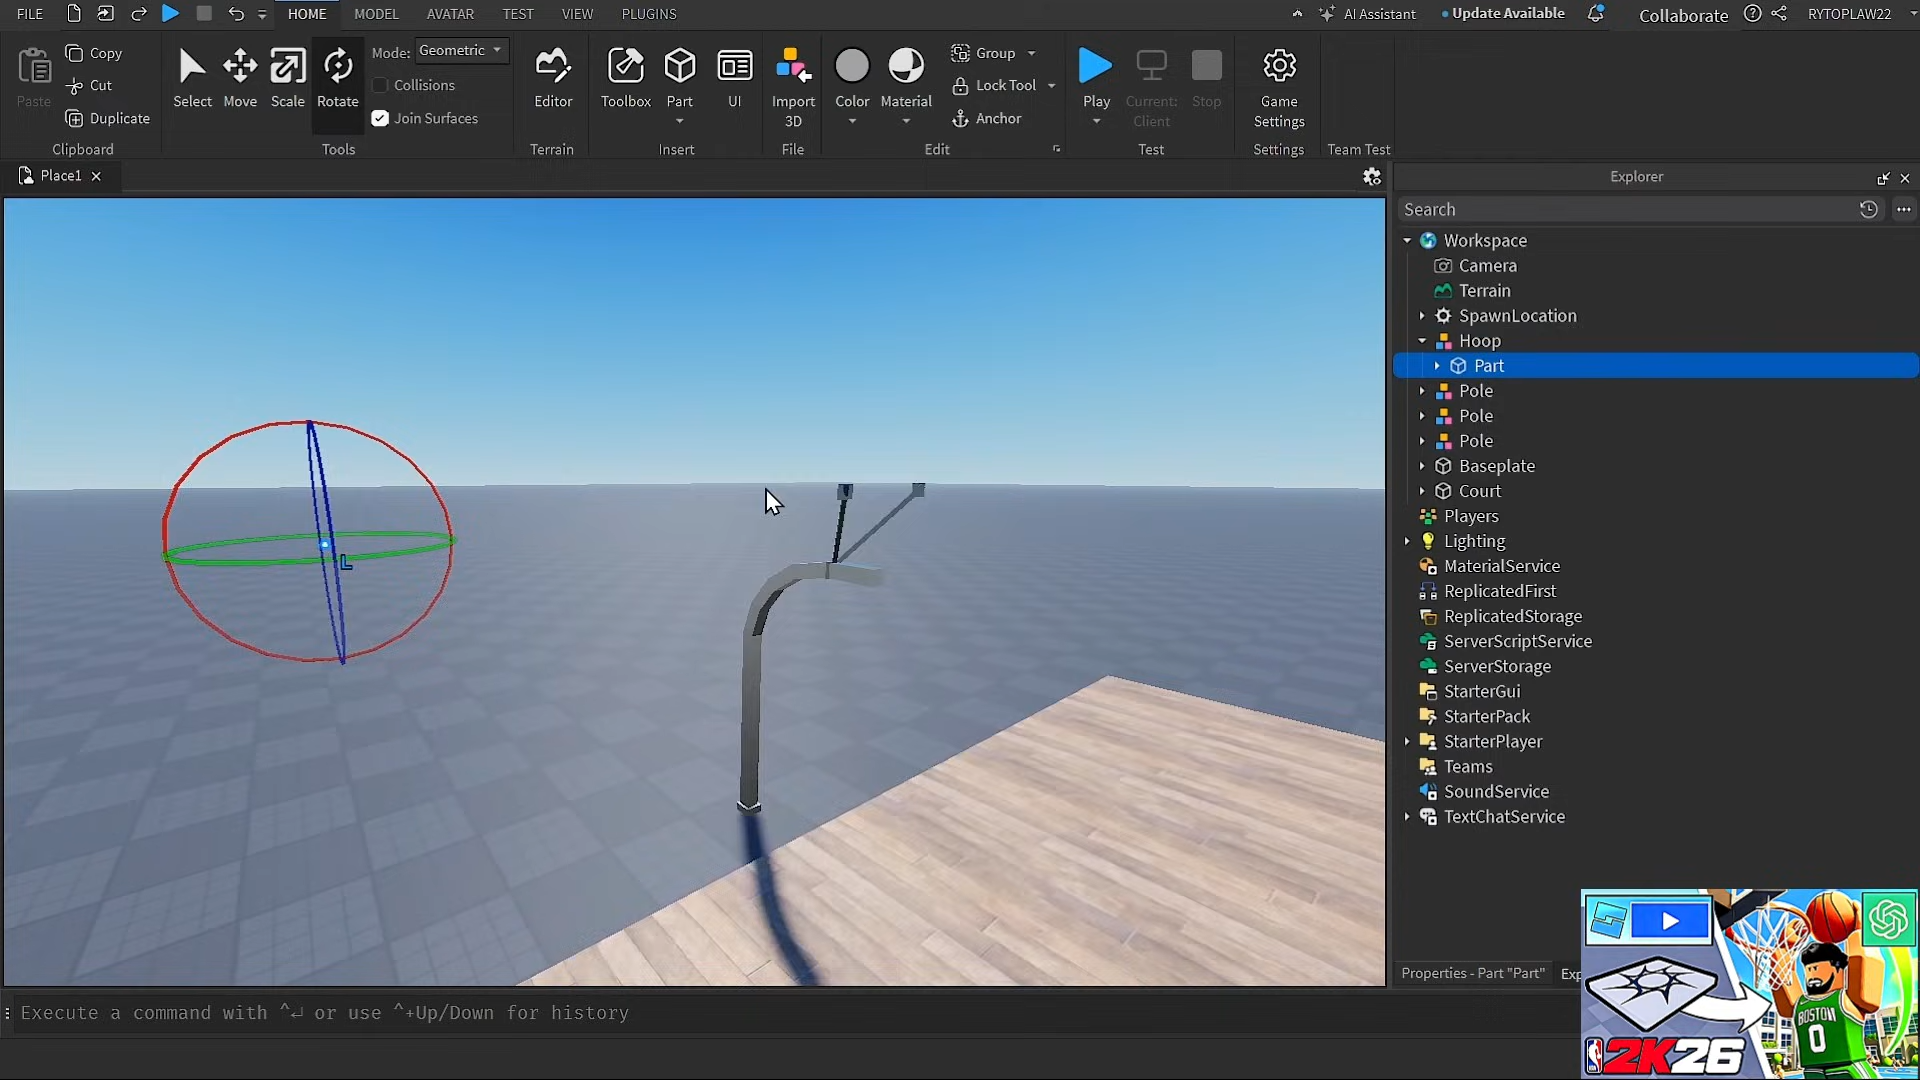 FILE HOME MODEL AVATAR TEST VIEW PLUGINS AI Assistant Update Available Collaborate RYTOPLAW22
Paste Copy Cut Duplicate
Select Move Scale Rotate
Mode: Geometric
Collisions
Join Surfaces
Editor
Toolbox Part UI
Import
3D
Color Material
Group
Lock Tool
Anchor
Play Current: Stop
Client
Game
Settings
Clipboard Tools Terrain Insert File Edit Test Settings Team Test
Place1
Explorer
Search
Workspace
Camera
Terrain
SpawnLocation
Hoop
Part
Pole
Pole
Pole
Baseplate
Court
Players
Lighting
MaterialService
ReplicatedFirst
ReplicatedStorage
ServerScriptService
ServerStorage
StarterGui
StarterPack
StarterPlayer
Teams
SoundService
TextChatService
L
Properties - Part "Part" Exp
Execute a command with ^↵ or use ^+Up/Down for history
BOSTON
0
NBA 2K26